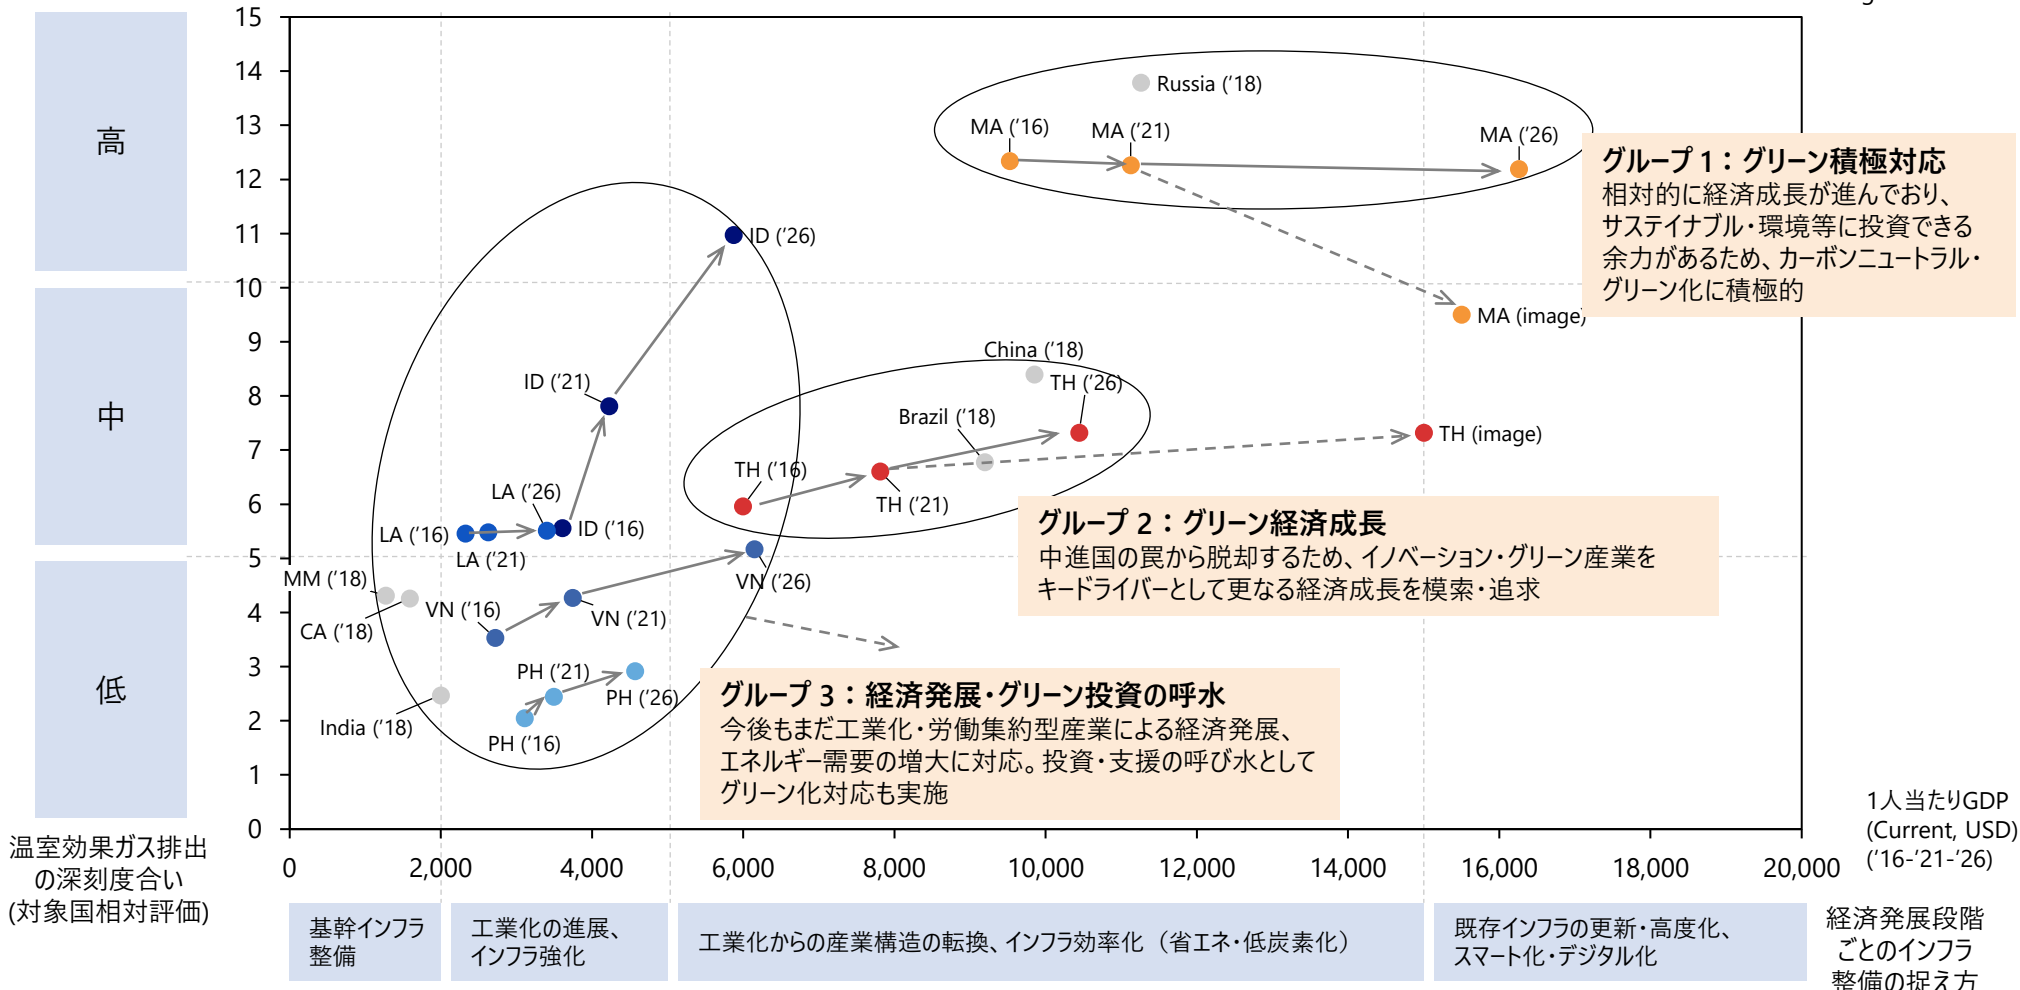 g
15
14
13
12
11
10
9
8
7
6
5
4
3
2
1
0
高
中
低
Russia ('18)
MA ('16)
MA ('21)
MA ('26)
グループ 1：グリーン積極対応
相対的に経済成長が進んでおり、
サステイナブル・環境等に投資できる
余力があるため、カーボンニュートラル・
グリーン化に積極的
ID ('26)
MA (image)
China ('18)
ID ('21)
TH ('26)
Brazil ('18)
TH (image)
TH ('16)
TH ('21)
LA ('26)
LA ('16)
ID ('16)
LA ('21)
グループ 2：グリーン経済成長
中進国の罠から脱却するため、イノベーション・グリーン産業を
キードライバーとして更なる経済成長を模索・追求
MM ('18)
VN ('26)
CA ('18)
VN ('16)
VN ('21)
PH ('21)
PH ('26)
India ('18)
PH ('16)
グループ 3：経済発展・グリーン投資の呼水
今後もまだ工業化・労働集約型産業による経済発展、
エネルギー需要の増大に対応。投資・支援の呼び水として
グリーン化対応も実施
温室効果ガス排出
の深刻度合い
(対象国相対評価)
0
2,000
4,000
6,000
8,000
10,000
12,000
14,000
16,000
18,000
20,000
1人当たりGDP
(Current, USD)
('16-'21-'26)
基幹インフラ
整備
工業化の進展、
インフラ強化
工業化からの産業構造の転換、インフラ効率化（省エネ・低炭素化）
既存インフラの更新・高度化、
スマート化・デジタル化
経済発展段階
ごとのインフラ
整備の捉え方